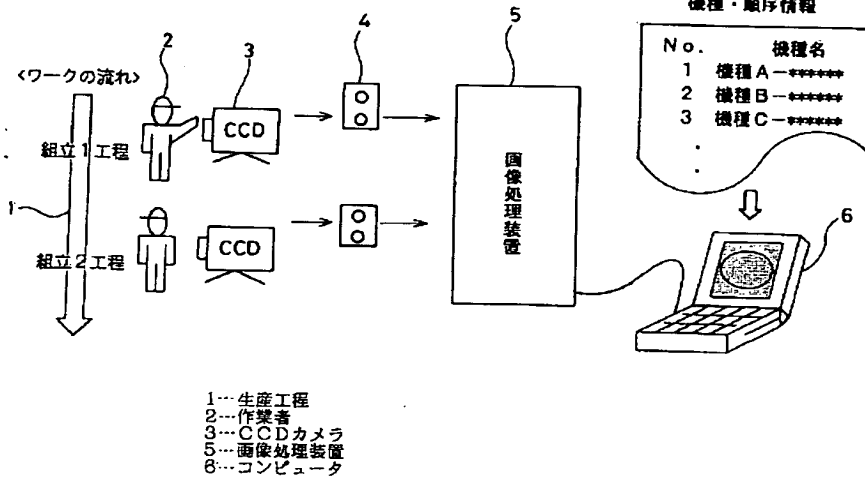 機種・順序情報
No. 機種名
1 機種A-******
2 機種B-******
3 機種C-******
2
3
4
5
6
<ワークの流れ>
組立1工程
CCD
1
組立2工程
CCD
画像処理装置
1…生産工程
2…作業者
3…CCDカメラ
5…画像処理装置
6…コンピュータ